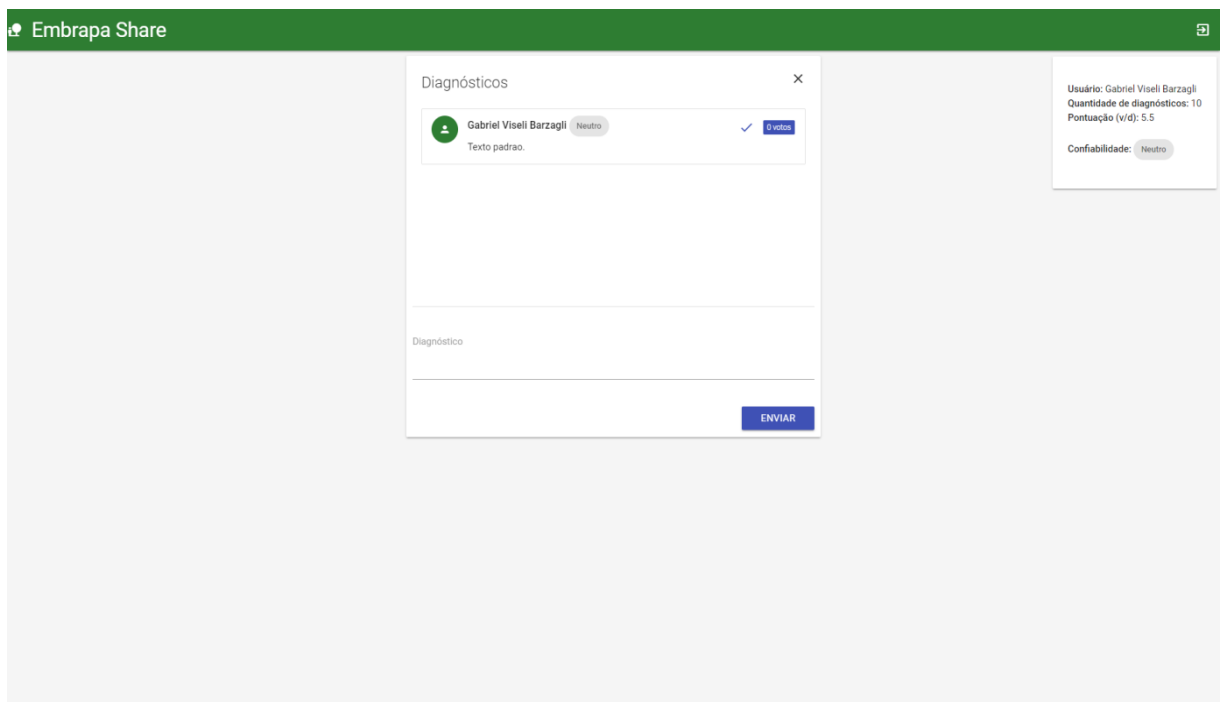 Embrapa Share
Diagnósticos
Gabriel Viseli Barzagli Neutro
0 votos
Texto padrao.
Diagnóstico
ENVIAR
Usuário: Gabriel Viseli Barzagli
Quantidade de diagnósticos: 10
Pontuação (v/d): 5.5
Confiabilidade: Neutro